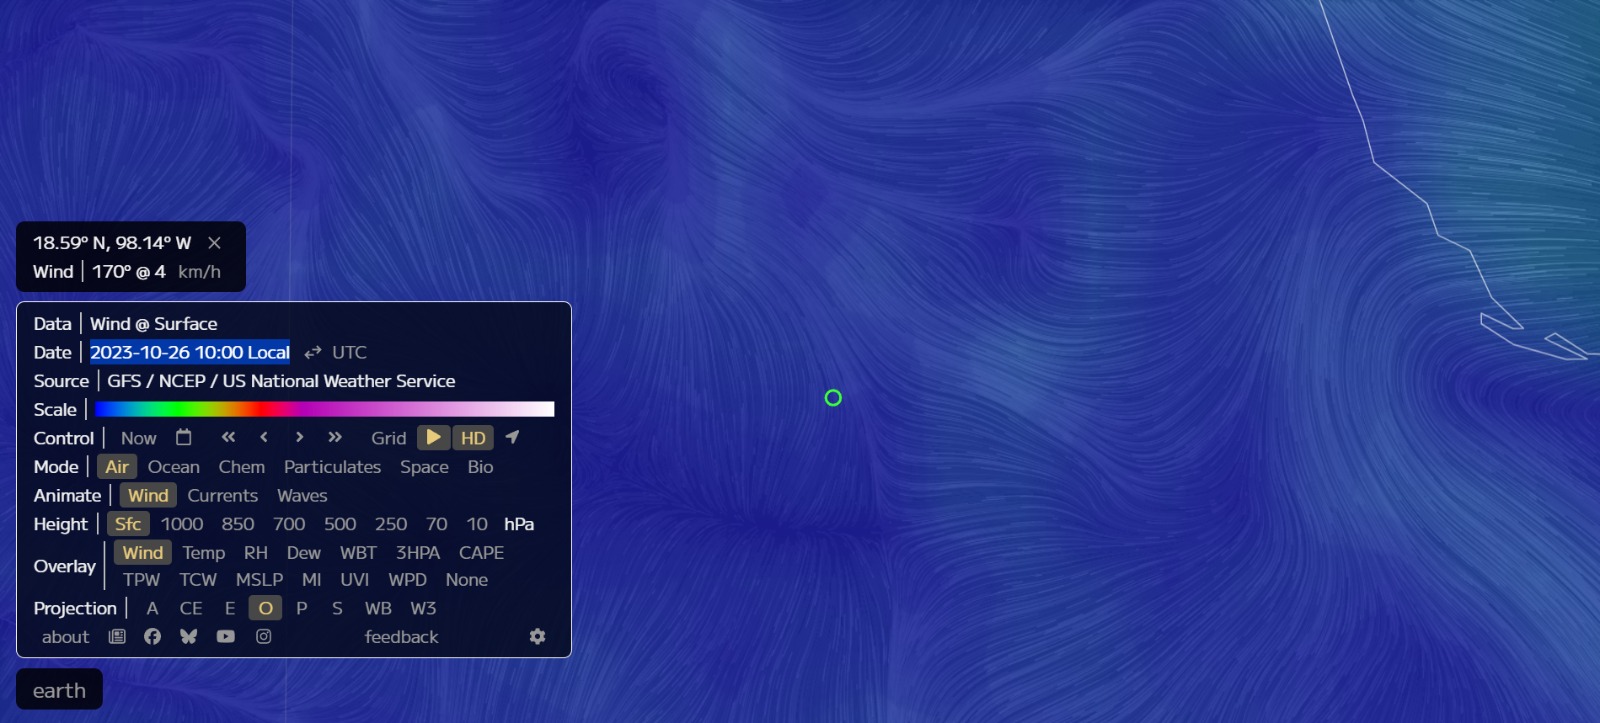 18.59° N, 98.14° W ×
Wind | 170° @ 4 km/h
Data | Wind @ Surface
Date | 2023-10-26 10:00 Local ⇄ UTC
Source | GFS / NCEP / US National Weather Service
Scale |
Control | Now « ‹ › » Grid HD
Mode | Air Ocean Chem Particulates Space Bio
Animate | Wind Currents Waves
Height | Sfc 1000 850 700 500 250 70 10 hPa
Overlay | Wind Temp RH Dew WBT 3HPA CAPE
TPW TCW MSLP MI UVI WPD None
Projection | A CE E O P S WB W3
about feedback
earth